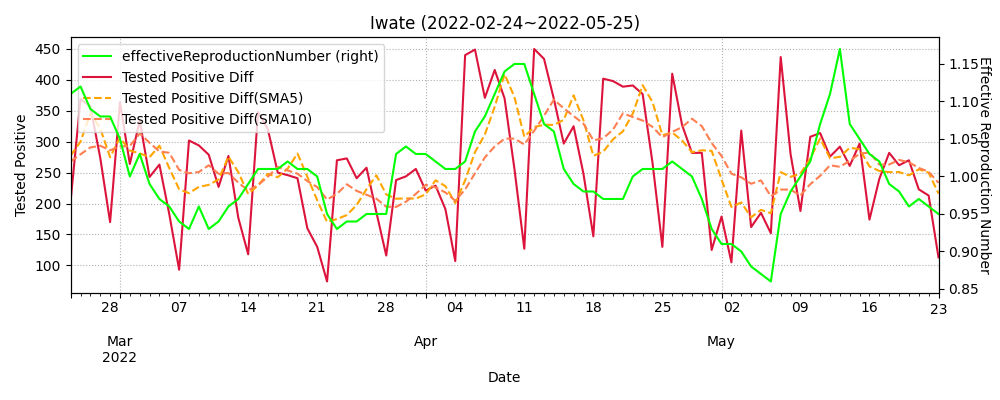 Iwate (2022-02-24~2022-05-25)
effectiveReproductionNumber (right)
Tested Positive Diff
Tested Positive Diff(SMA5)
Tested Positive Diff(SMA10)
Tested Positive
450
400
350
300
250
200
150
100
Effective Reproduction Number
1.15
1.10
1.05
1.00
0.95
0.90
0.85
28 07 14 21 28 04 11 18 25 02 09 16 23
Mar Apr May
2022
Date